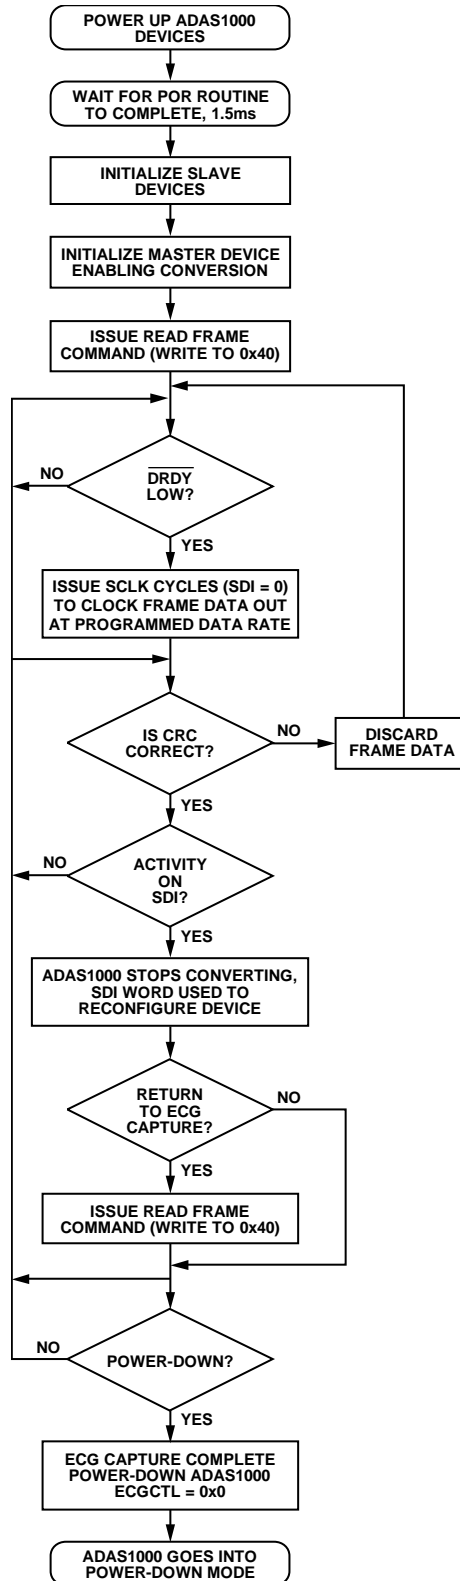 POWER UP ADAS1000
DEVICES
WAIT FOR POR ROUTINE
TO COMPLETE, 1.5ms
INITIALIZE SLAVE
DEVICES
INITIALIZE MASTER DEVICE
ENABLING CONVERSION
ISSUE READ FRAME
COMMAND (WRITE TO 0x40)
NO
DRDY
LOW?
YES
ISSUE SCLK CYCLES (SDI = 0)
TO CLOCK FRAME DATA OUT
AT PROGRAMMED DATA RATE
IS CRC
CORRECT?
NO
DISCARD
FRAME DATA
YES
NO
ACTIVITY
ON
SDI?
YES
ADAS1000 STOPS CONVERTING,
SDI WORD USED TO
RECONFIGURE DEVICE
RETURN
TO ECG
CAPTURE?
NO
YES
ISSUE READ FRAME
COMMAND (WRITE TO 0x40)
NO
POWER-DOWN?
YES
ECG CAPTURE COMPLETE
POWER-DOWN ADAS1000
ECGCTL = 0x0
ADAS1000 GOES INTO
POWER-DOWN MODE